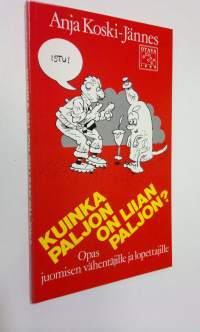 Anja Koski-Jännes
OTAVA
ISTU!
KUINKA
PALJON
ON LIIAN
PALJON?
Opas
juomisen vähentäjille ja lopettajille